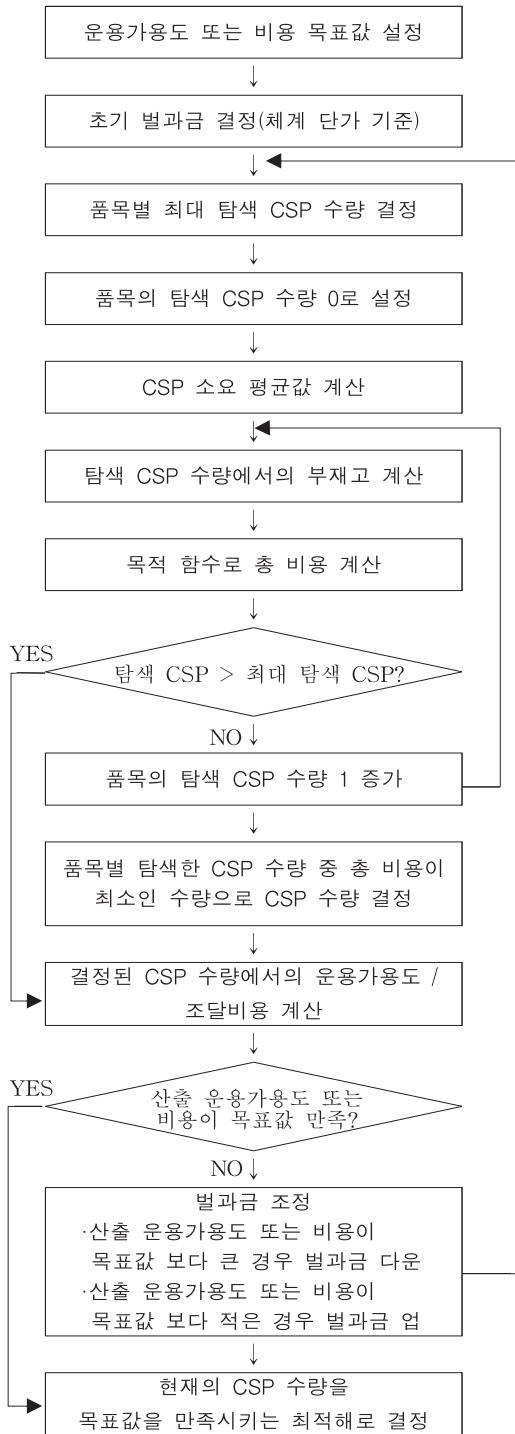 운용가용도 또는 비용 목표값 설정
초기 벌과금 결정(체계 단가 기준)
품목별 최대 탐색 CSP 수량 결정
품목의 탐색 CSP 수량 0로 설정
CSP 소요 평균값 계산
탐색 CSP 수량에서의 부재고 계산
목적 함수로 총 비용 계산
YES
탐색 CSP > 최대 탐색 CSP?
NO
품목의 탐색 CSP 수량 1 증가
품목별 탐색한 CSP 수량 중 총 비용이
최소인 수량으로 CSP 수량 결정
결정된 CSP 수량에서의 운용가용도 /
조달비용 계산
YES
산출 운용가용도 또는
비용이 목표값 만족?
NO
벌과금 조정
·산출 운용가용도 또는 비용이
목표값 보다 큰 경우 벌과금 다운
·산출 운용가용도 또는 비용이
목표값 보다 적은 경우 벌과금 업
현재의 CSP 수량을
목표값을 만족시키는 최적해로 결정